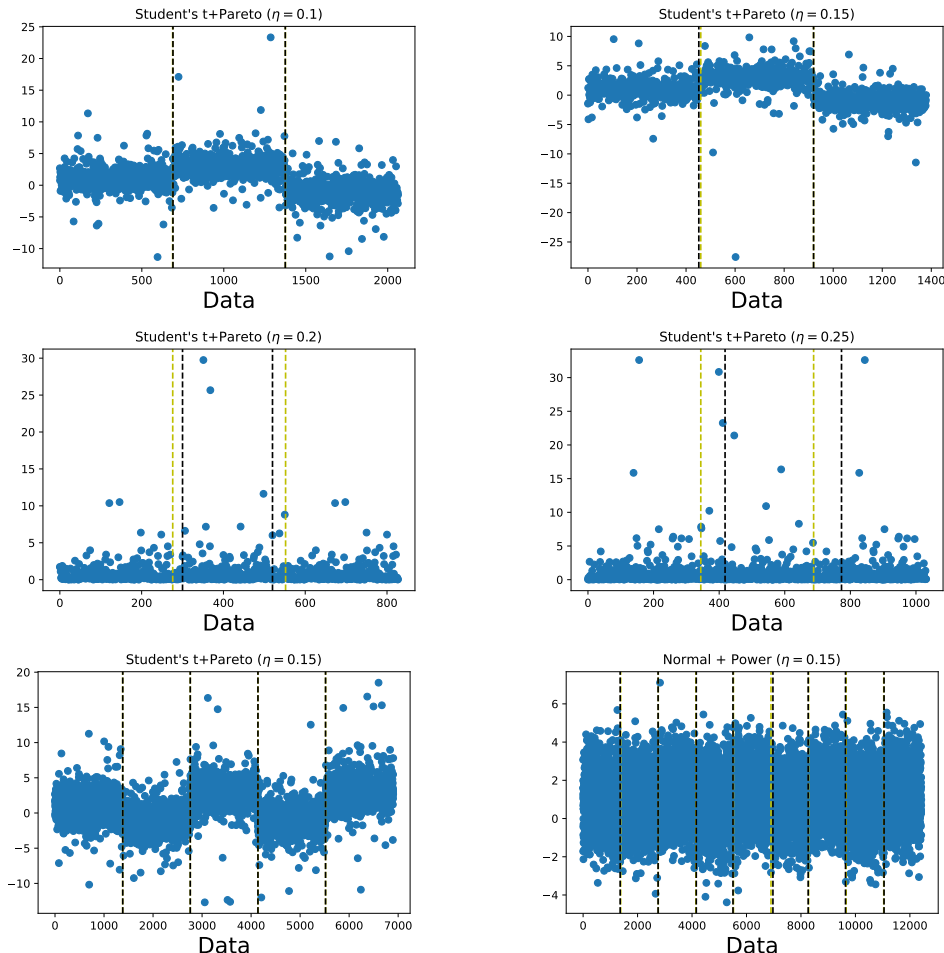 Student's t+Pareto (η = 0.1)
25
20
15
10
5
0
−5
−10
0 500 1000 1500 2000
Data
Student's t+Pareto (η = 0.15)
10
5
0
−5
−10
−15
−20
−25
0 200 400 600 800 1000 1200 1400
Data
Student's t+Pareto (η = 0.2)
30
25
20
15
10
5
0
0 200 400 600 800
Data
Student's t+Pareto (η = 0.25)
30
25
20
15
10
5
0
0 200 400 600 800 1000
Data
Student's t+Pareto (η = 0.15)
20
15
10
5
0
−5
−10
0 1000 2000 3000 4000 5000 6000 7000
Data
Normal + Power (η = 0.15)
6
4
2
0
−2
−4
0 2000 4000 6000 8000 10000 12000
Data